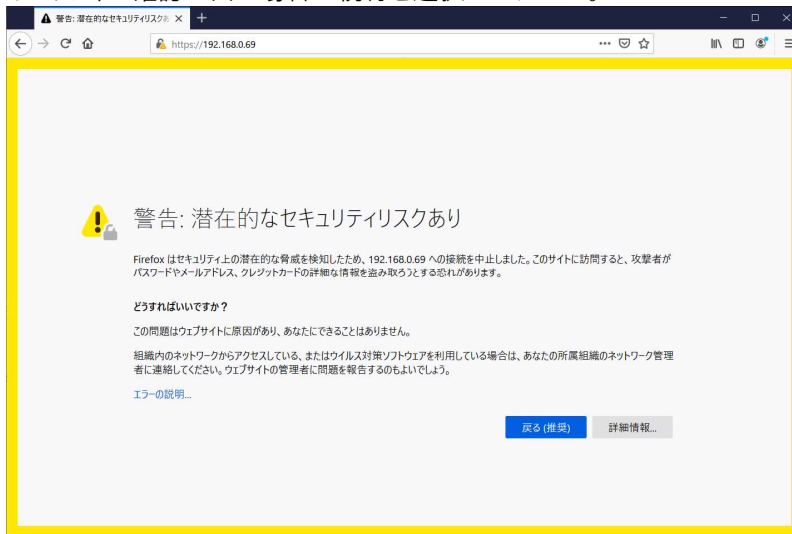 警告: 潜在的なセキュリティリスクあ
https://192.168.0.69
警告: 潜在的なセキュリティリスクあり
Firefox はセキュリティ上の潜在的な脅威を検知したため、192.168.0.69 への接続を中止しました。このサイトに訪問すると、攻撃者が
パスワードやメールアドレス、クレジットカードの詳細な情報を盗み取ろうとする恐れがあります。
どうすればいいですか？
この問題はウェブサイトに原因があり、あなたにできることはありません。
組織内のネットワークからアクセスしている、またはウイルス対策ソフトウェアを利用している場合は、あなたの所属組織のネットワーク管理
者に連絡してください。ウェブサイトの管理者に問題を報告するのもよいでしょう。
エラーの説明...
戻る (推奨)
詳細情報...